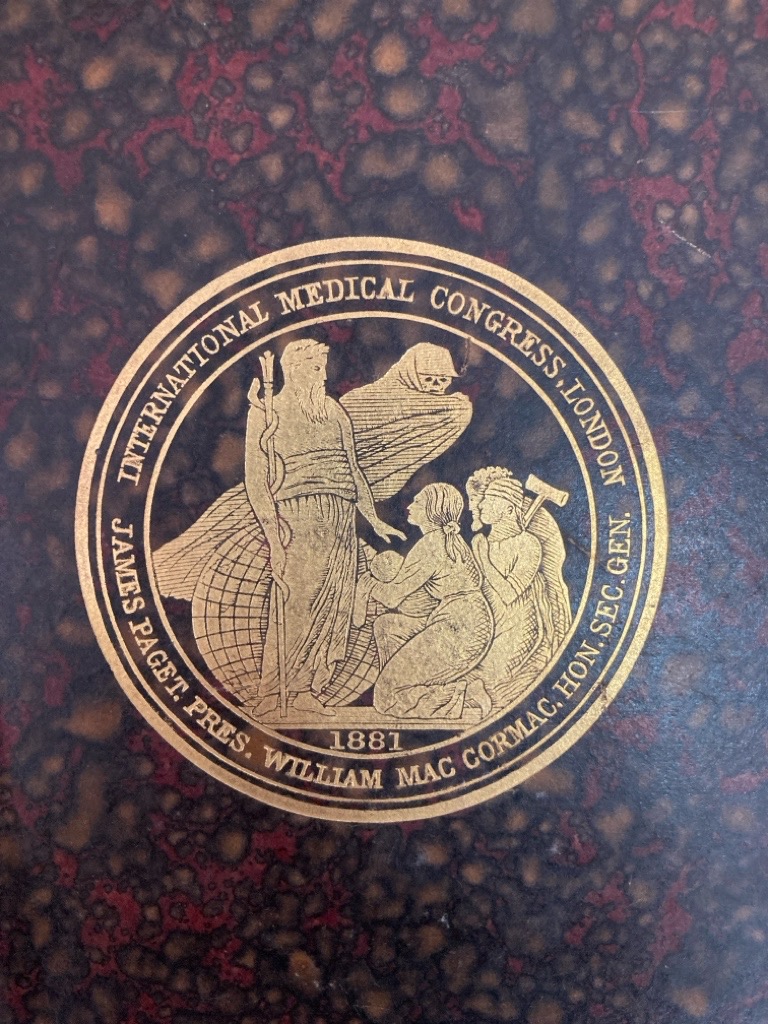 INTERNATIONAL MEDICAL CONGRESS, LONDON
JAMES PAGET. PRES. WILLIAM MAC CORMAC. HON. SEC. GEN.
1881